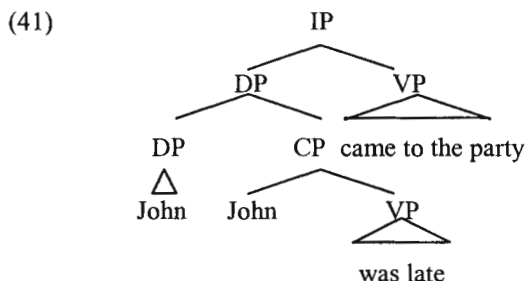 (41) IP
DP VP
DP CP came to the party
John John VP
was late